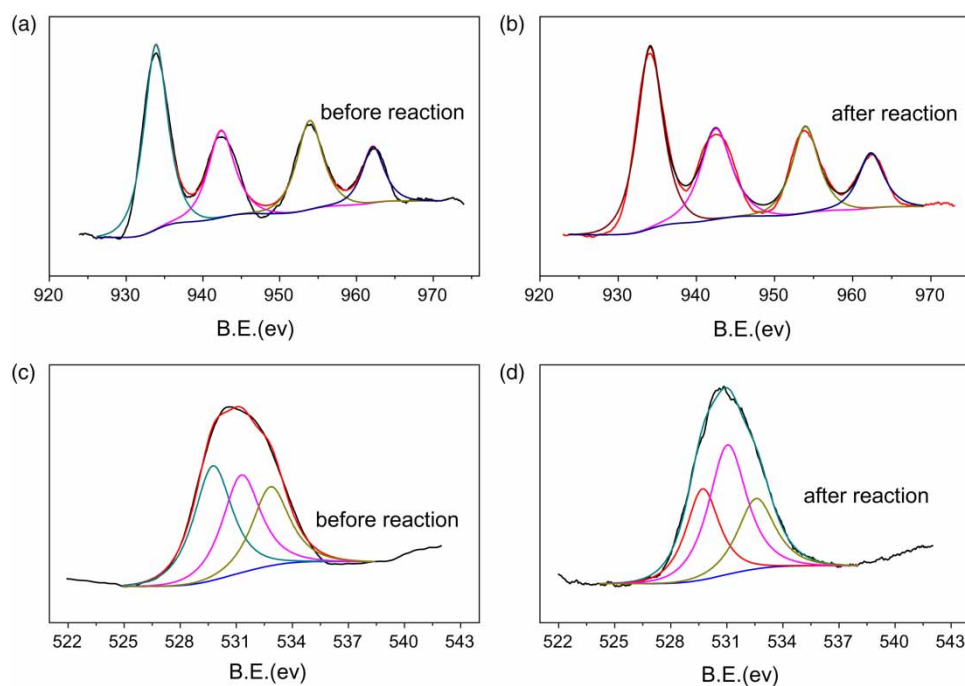 (a)
before reaction
920 930 940 950 960 970
B.E.(ev)
(b)
after reaction
920 930 940 950 960 970
B.E.(ev)
(c)
before reaction
522 525 528 531 534 537 540 543
B.E.(ev)
(d)
after reaction
522 525 528 531 534 537 540 543
B.E.(ev)